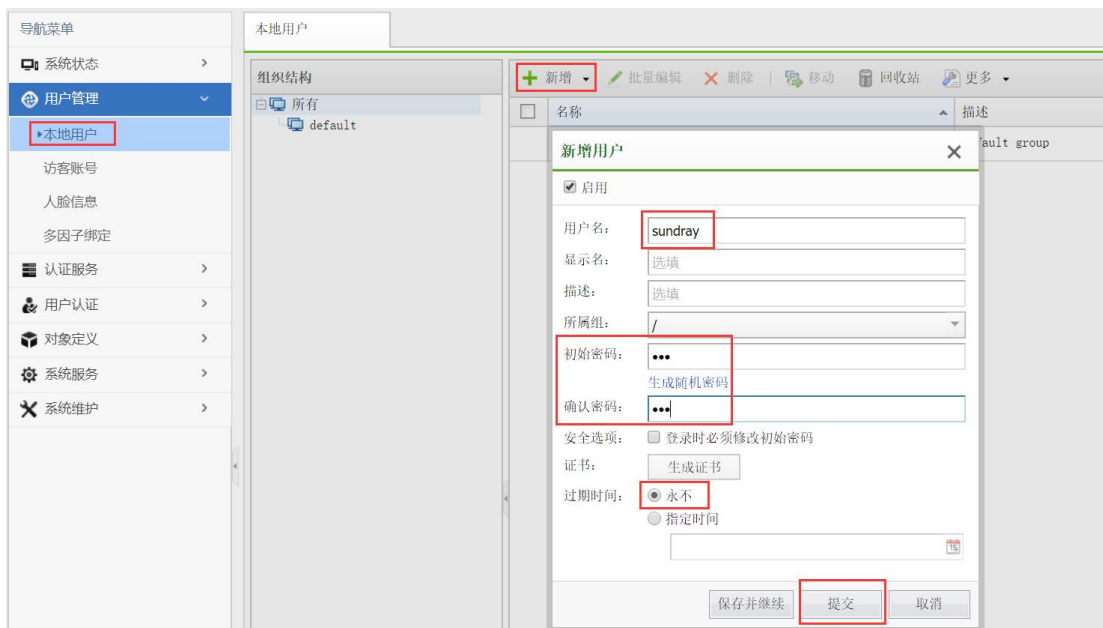 导航菜单
系统状态
用户管理
本地用户
访客账号
人脸信息
多因子绑定
认证服务
用户认证
对象定义
系统服务
系统维护
本地用户
组织结构
所有
default
新增 批量编辑 删除 移动 回收站 更多
名称 描述
ault group
新增用户
启用
用户名: sundray
显示名: 选填
描述: 选填
所属组: /
初始密码: •••
生成随机密码
确认密码: •••
安全选项: 登录时必须修改初始密码
证书: 生成证书
过期时间: 永不
指定时间
15
保存并继续 提交 取消